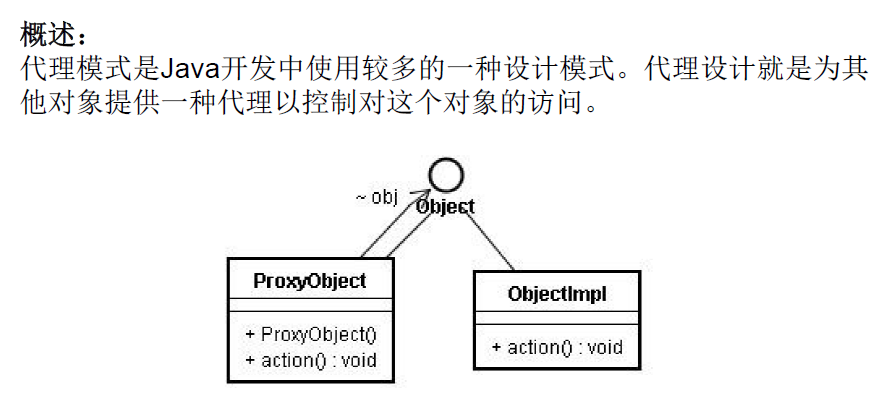 概述：
代理模式是Java开发中使用较多的一种设计模式。代理设计就是为其
他对象提供一种代理以控制对这个对象的访问。
~ obj
Object
ProxyObject
+ ProxyObject()
+ action() : void
ObjectImpl
+ action() : void